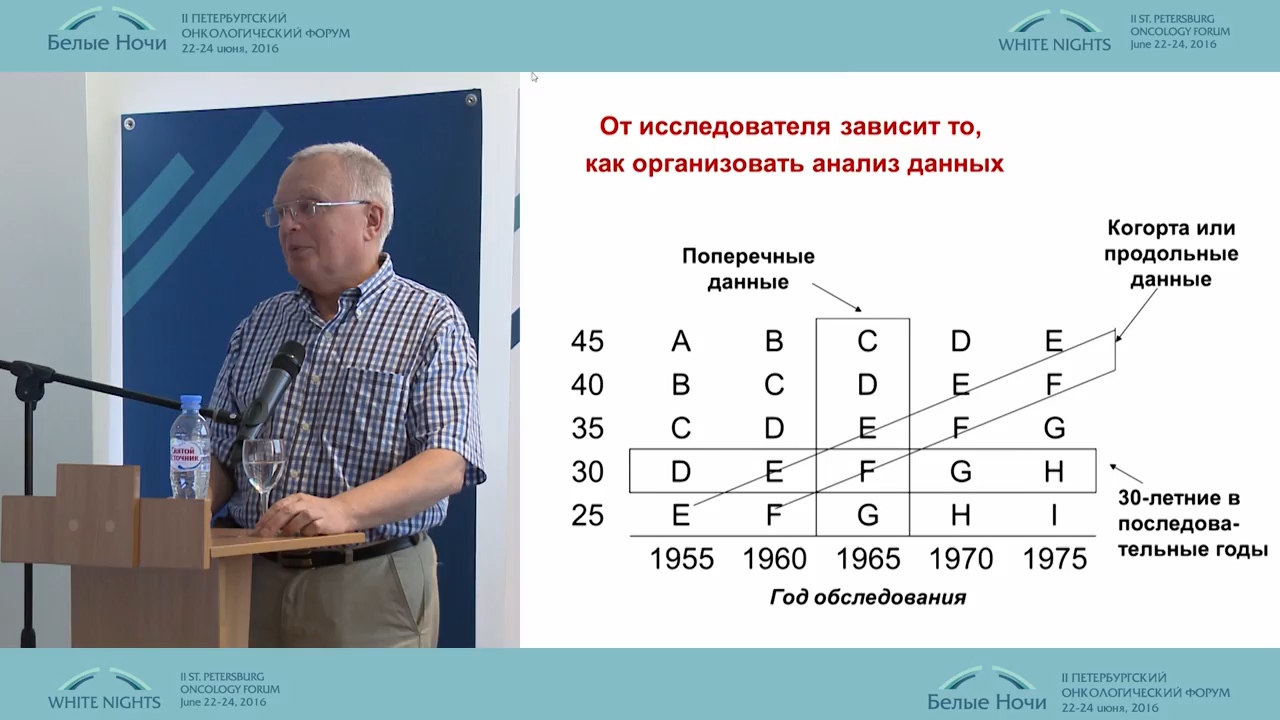 Белые Ночи
II ПЕТЕРБУРГСКИЙ
ОНКОЛОГИЧЕСКИЙ ФОРУМ
22-24 июня, 2016
WHITE NIGHTS
II ST. PETERSBURG
ONCOLOGY FORUM
June 22-24, 2016
От исследователя зависит то,
как организовать анализ данных
Когорта или
продольные
данные
Поперечные
данные
45 A B C D E
40 B C D E F
35 C D E F G
30 D E F G H
25 E F G H I
1955 1960 1965 1970 1975
Год обследования
30-летние в
последова-
тельные годы
WHITE NIGHTS
II ST. PETERSBURG
ONCOLOGY FORUM
June 22-24, 2016
Белые Ночи
II ПЕТЕРБУРГСКИЙ
ОНКОЛОГИЧЕСКИЙ ФОРУМ
22-24 июня, 2016